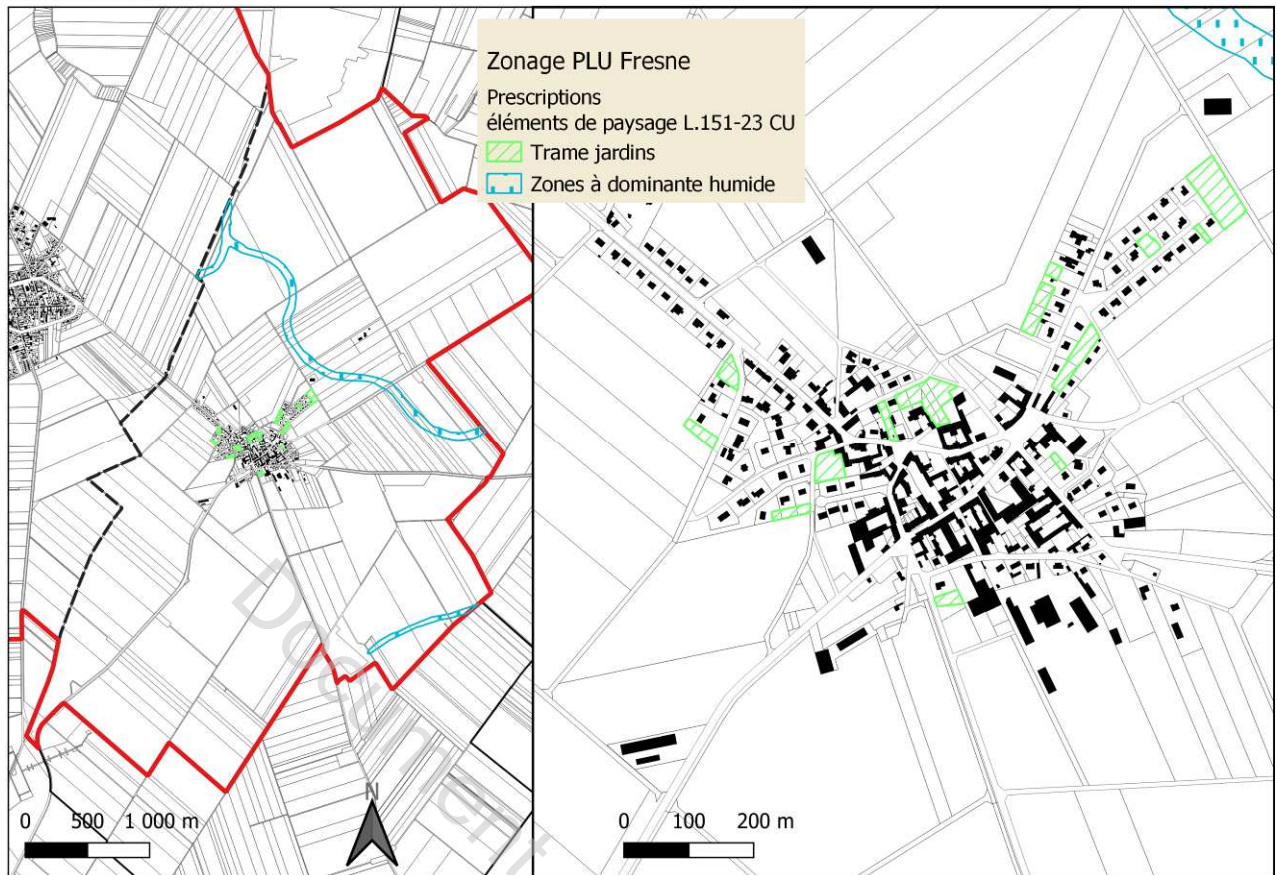 Zonage PLU Fresne
Prescriptions
éléments de paysage L.151-23 CU
Trame jardins
Zones à dominante humide
Document
N
0 500 1 000 m
0 100 200 m